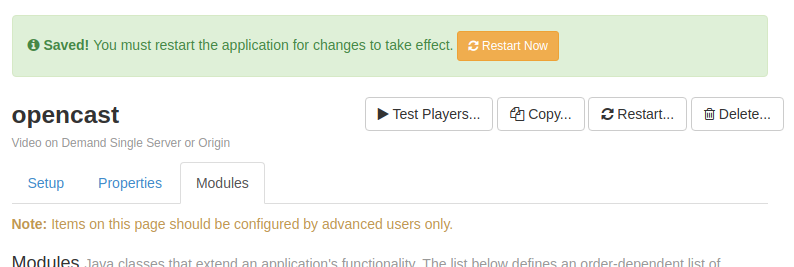 Saved! You must restart the application for changes to take effect. Restart Now
opencast
Test Players... Copy... Restart... Delete...
Video on Demand Single Server or Origin
Setup Properties Modules
Note: Items on this page should be configured by advanced users only.
Modules Java classes that extend an application's functionality. The list below defines an order-dependent list of